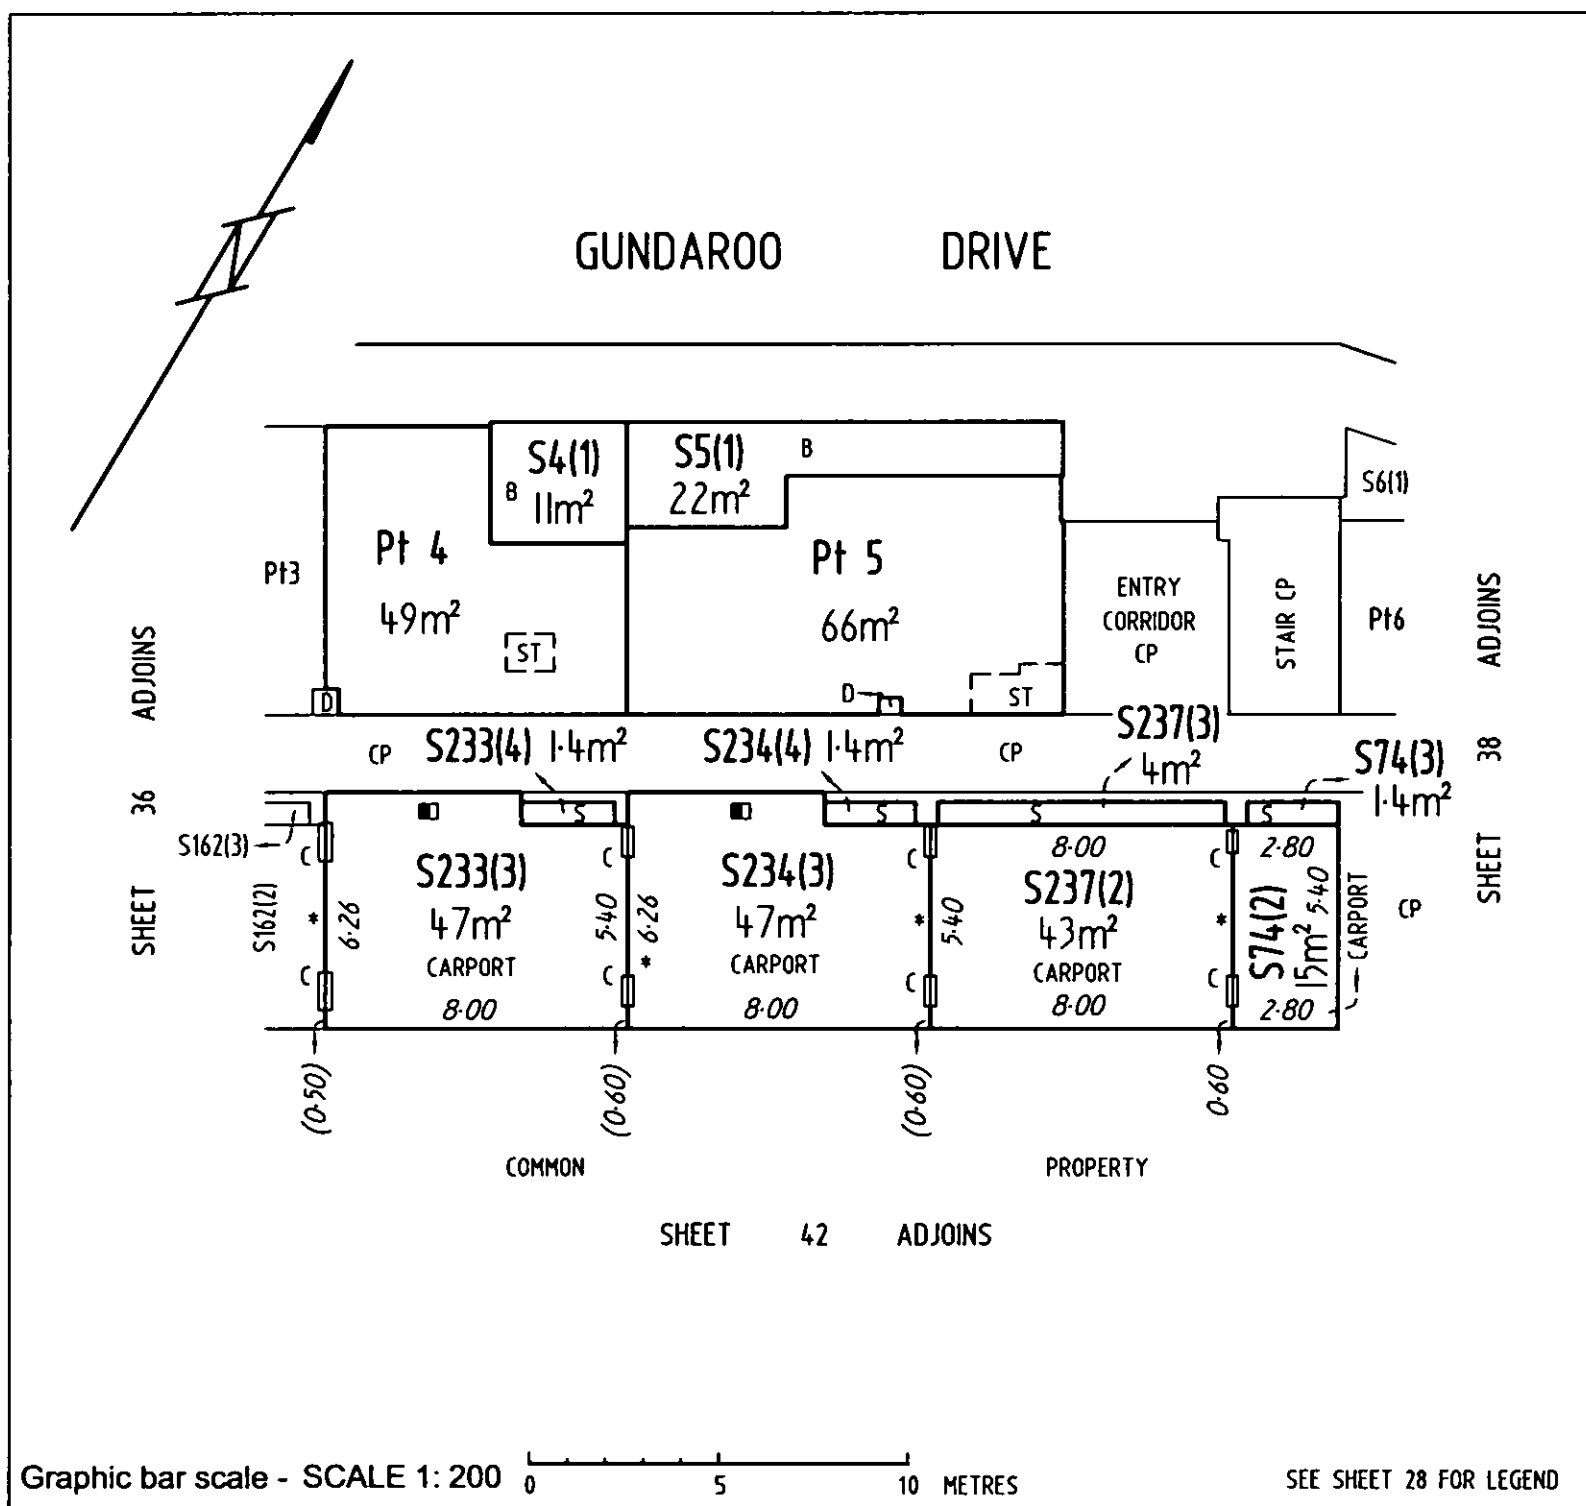 GUNDAROO DRIVE
S4(1)
B
11m²
S5(1)
22m²
B
S6(1)
Pt3
Pt 4
49m²
ST
Pt 5
66m²
ENTRY
CORRIDOR
CP
STAIR CP
Pt6
ADJOINS
ADJOINS
D
D
ST
CP
S233(4) 1·4m²
S234(4) 1·4m²
CP
S237(3)
4m²
S74(3)
1·4m²
36
38
S
S
S
S
S162(3)
S162(2)
SHEET
SHEET
C
C
*
6·26
S233(3)
47m²
CARPORT
8·00
5·40
C
C
6·26
*
S234(3)
47m²
CARPORT
8·00
C
C
*
5·40
8·00
S237(2)
43m²
CARPORT
8·00
C
C
*
2·80
S74(2)
15m²
5·40
2·80
CARPORT
CP
(0·50)
(0·60)
(0·60)
0·60
COMMON PROPERTY
SHEET 42 ADJOINS
Graphic bar scale - SCALE 1: 200
0 5 10 METRES
SEE SHEET 28 FOR LEGEND